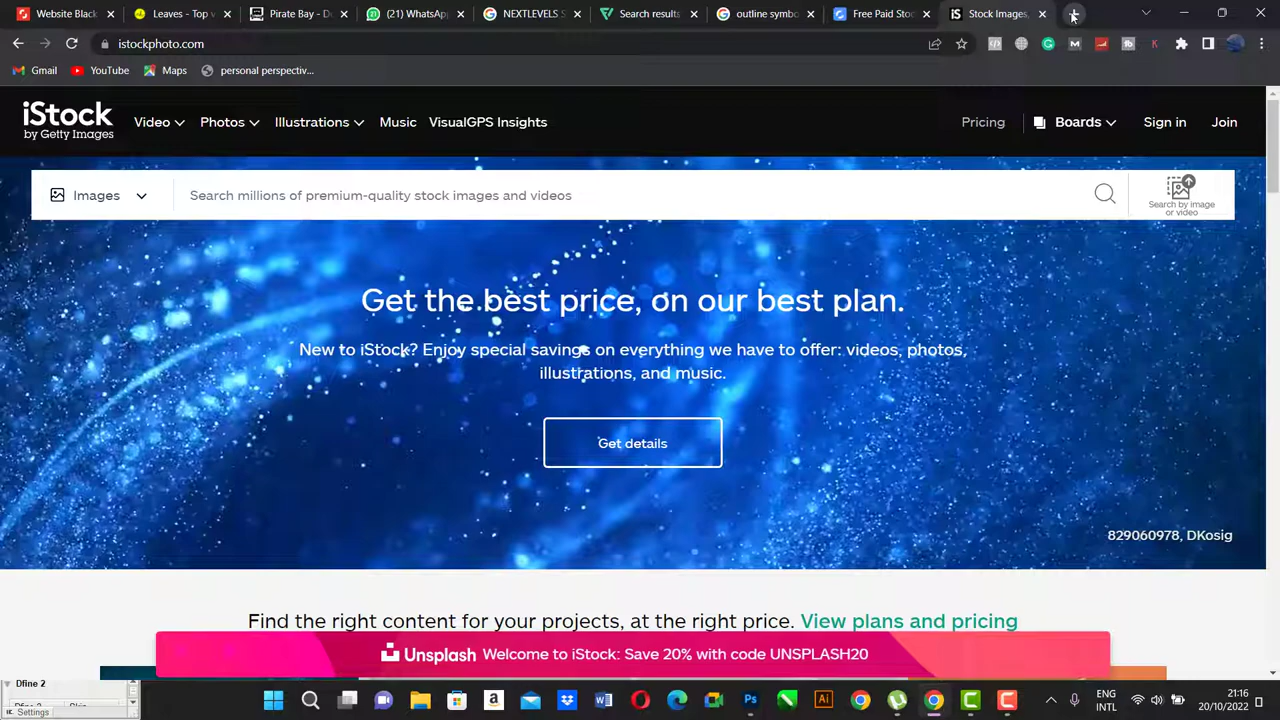 Website Black
Leaves - Top v
Pirate Bay - D
(21) WhatsApp
NEXTLEVELS S
Search results
outline symbo
Free Paid Stoc
Stock Images,
istockphoto.com
Gmail
YouTube
Maps
personal perspectiv...
iStock
by Getty Images
Video
Photos
Illustrations
Music
VisualGPS Insights
Pricing
Boards
Sign in
Join
Images
Search millions of premium-quality stock images and videos
Search by image
or video
Get the best price, on our best plan.
New to iStock? Enjoy special savings on everything we have to offer: videos, photos,
illustrations, and music.
Get details
829060978, DKosig
Find the right content for your projects, at the right price. View plans and pricing
Unsplash Welcome to iStock: Save 20% with code UNSPLASH20
Dfine 2
Settings
ENG
INTL
21:16
20/10/2022